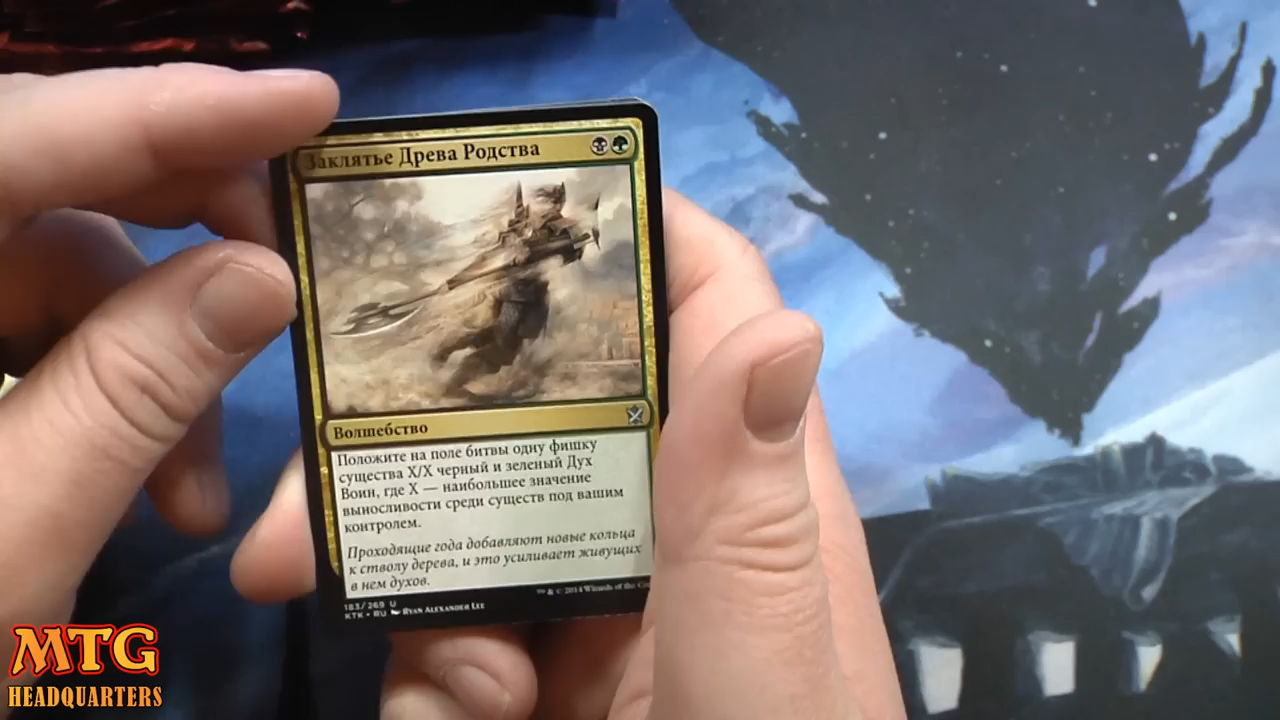 Заклятье Древа Родства
Волшебство
Положите на поле битвы одну фишку
существа X/X черный и зеленый Дух
Воин, где X — наибольшее значение
выносливости среди существ под вашим
контролем.
Проходящие года добавляют новые кольца
к стволу дерева, и это усиливает живущих
в нем духов.
183/269 U
KTK • RU Ryan Alexander Lee
™ & © 2014 Wizards of the
MTG
HEADQUARTERS